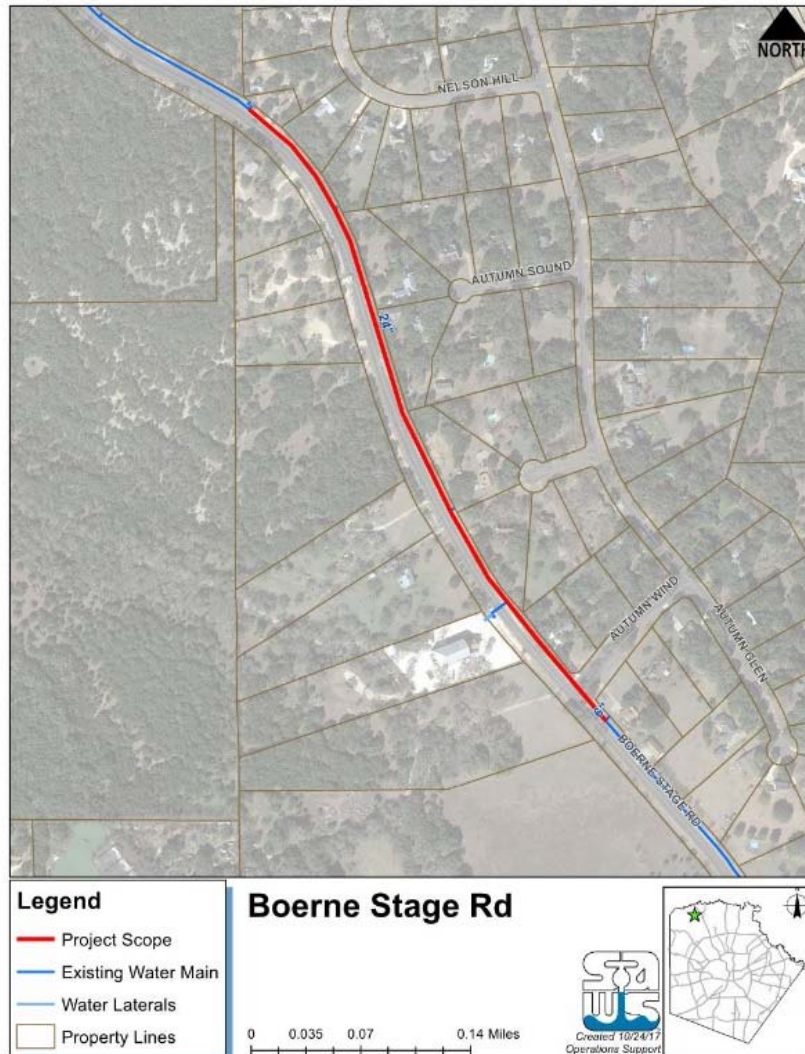 NORTH
NELSON HILL
AUTUMN SOUND
24"
AUTUMN WIND
AUTUMN GLEN
BOERNE STAGE RD
Legend
Project Scope
Existing Water Main
Water Laterals
Property Lines
Boerne Stage Rd
0 0.035 0.07 0.14 Miles
SAWS
Created 10/24/17
Operations Support